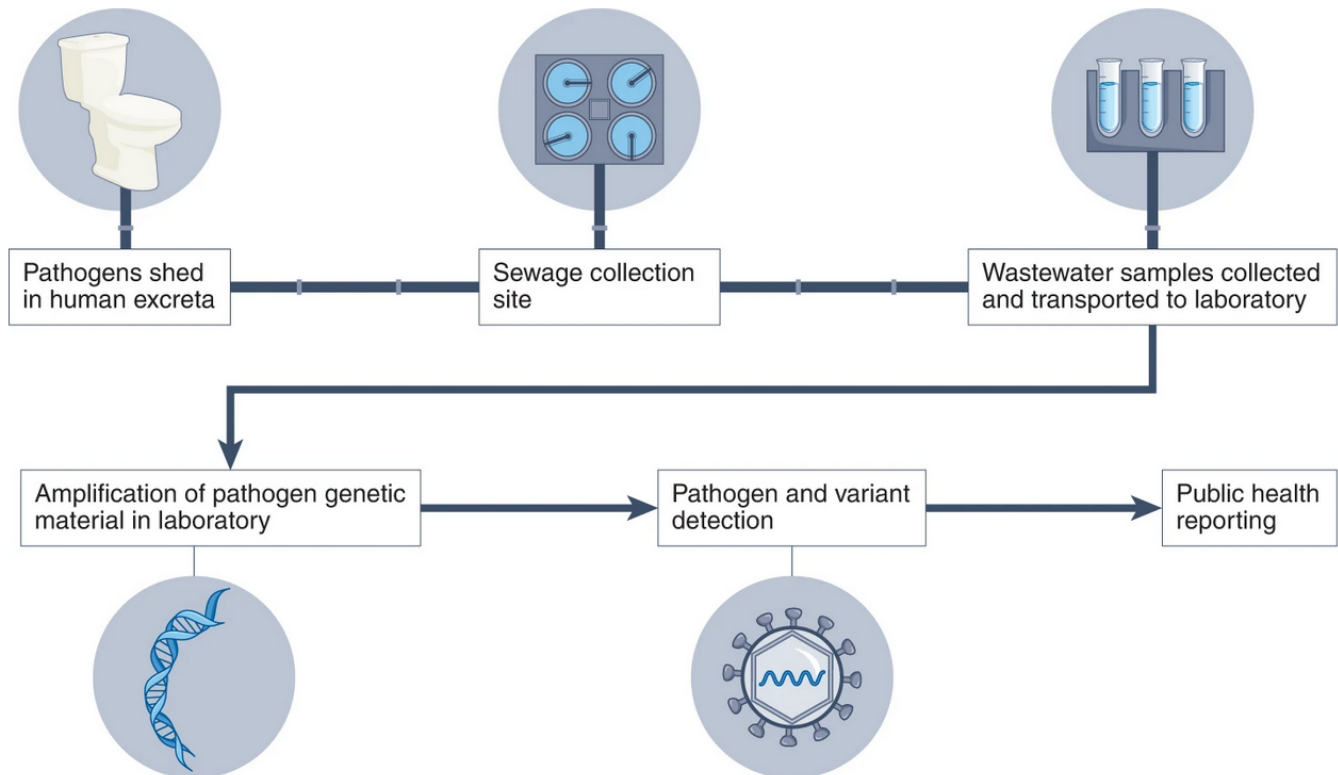 Pathogens shed
in human excreta
Sewage collection
site
Wastewater samples collected
and transported to laboratory
Amplification of pathogen genetic
material in laboratory
Pathogen and variant
detection
Public health
reporting